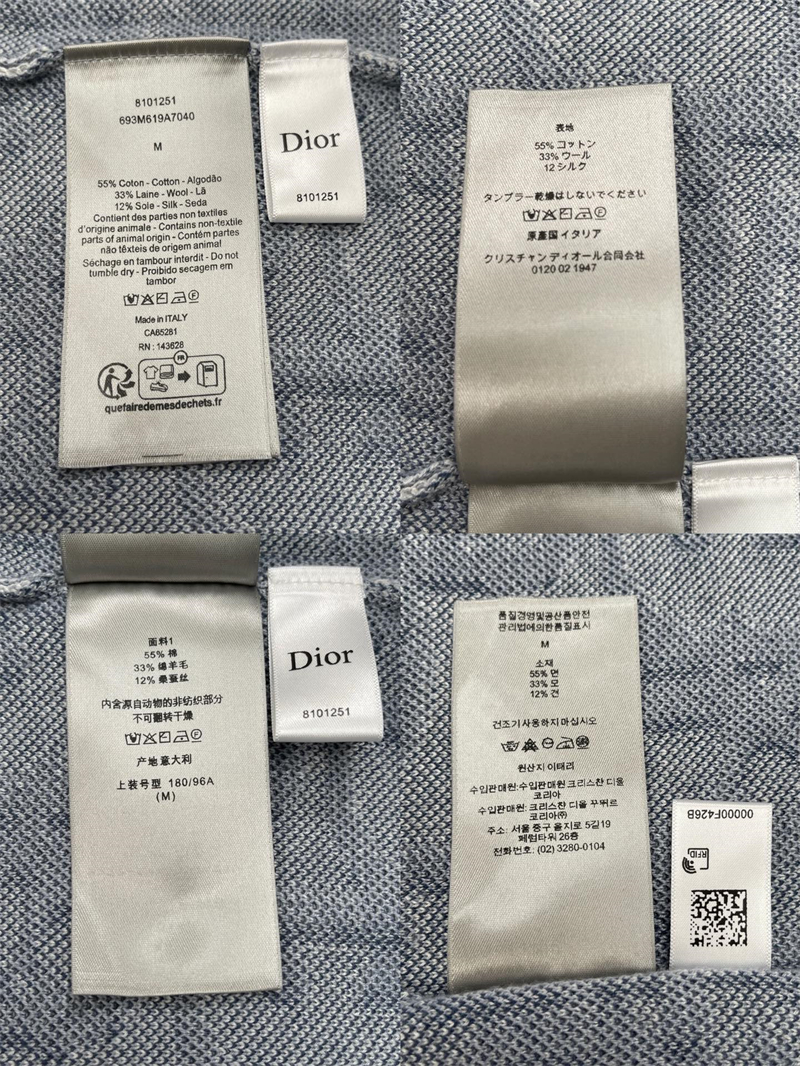 8101251
693M619A7040
M
55% Coton - Cotton - Algodão
33% Laine - Wool - Lã
12% Soie - Silk - Seda
Contient des parties non textiles
d'origine animale - Contains non-textile
parts of animal origin - Contém partes
não têxteis de origem animal
Séchage en tambour interdit - Do not
tumble dry - Proibido secagem em
tambor
Made in ITALY
CA65281
RN : 143628
FR
quefairedemesdechets.fr
Dior
8101251
表地
55% コットン
33% ウール
12 シルク
タンブラー乾燥はしないでください
原産国イタリア
クリスチャン ディオール合同会社
0120 02 1947
面料1
55% 棉
33% 绵羊毛
12% 桑蚕丝
内含源自动物的非纺织部分
不可翻转干燥
产地意大利
上装号型 180/96A
(M)
Dior
8101251
품질경영및공산품안전
관리법에의한품질표시
M
소재
55% 면
33% 모
12% 견
건조기사용하지마십시오
원산지 이태리
수입판매원:수입판매원 크리스챤 디올
코리아
수입판매원: 크리스챤 디올 꾸뛰르
코리아㈜
주소: 서울 중구 을지로 5길19
페럼타워 26층
전화번호: (02) 3280-0104
00000F426B
RFID